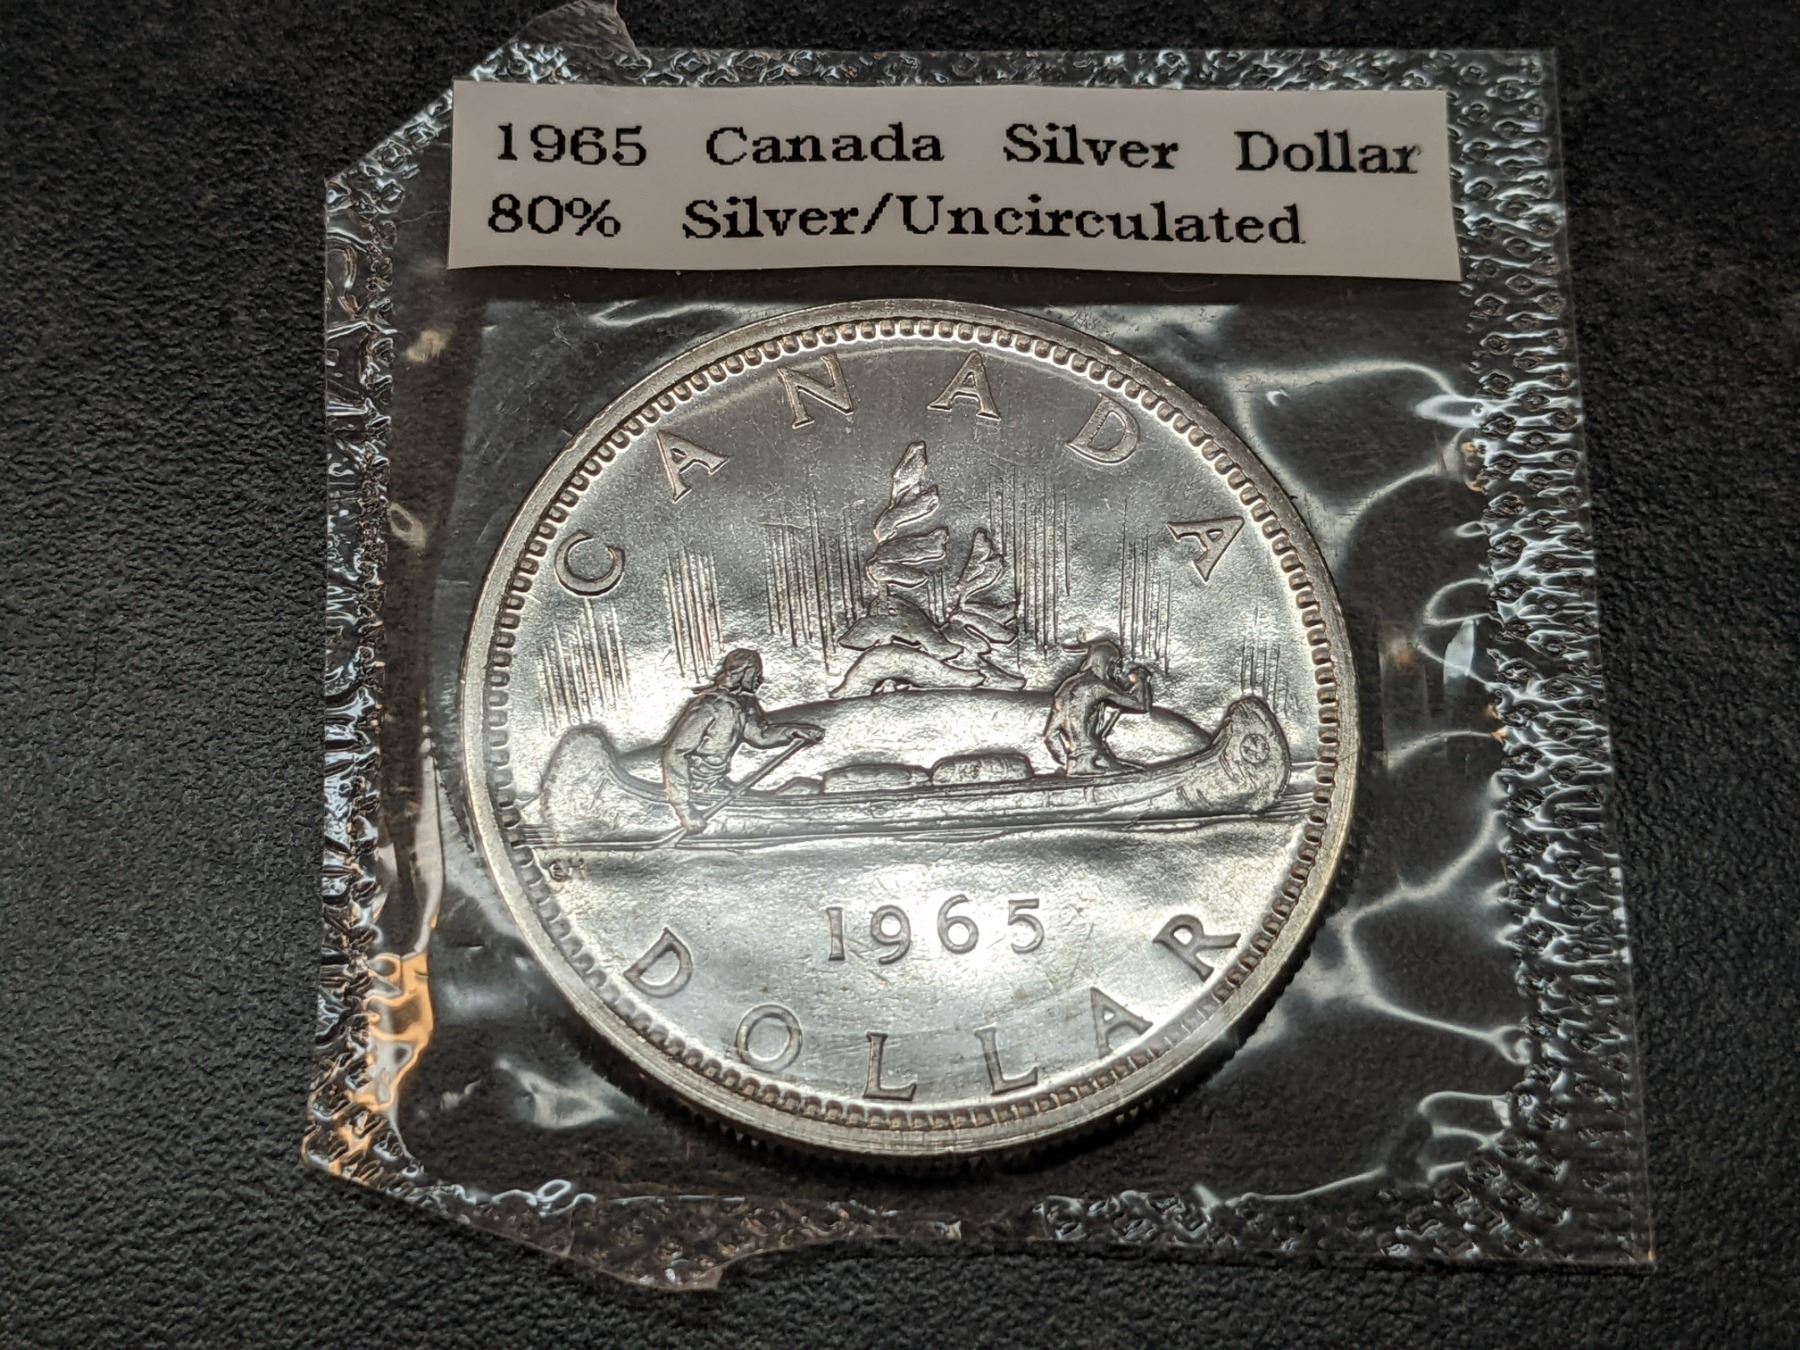 1965 Canada Silver Dollar
80% Silver/Uncirculated
CANADA
1965
DOLLAR